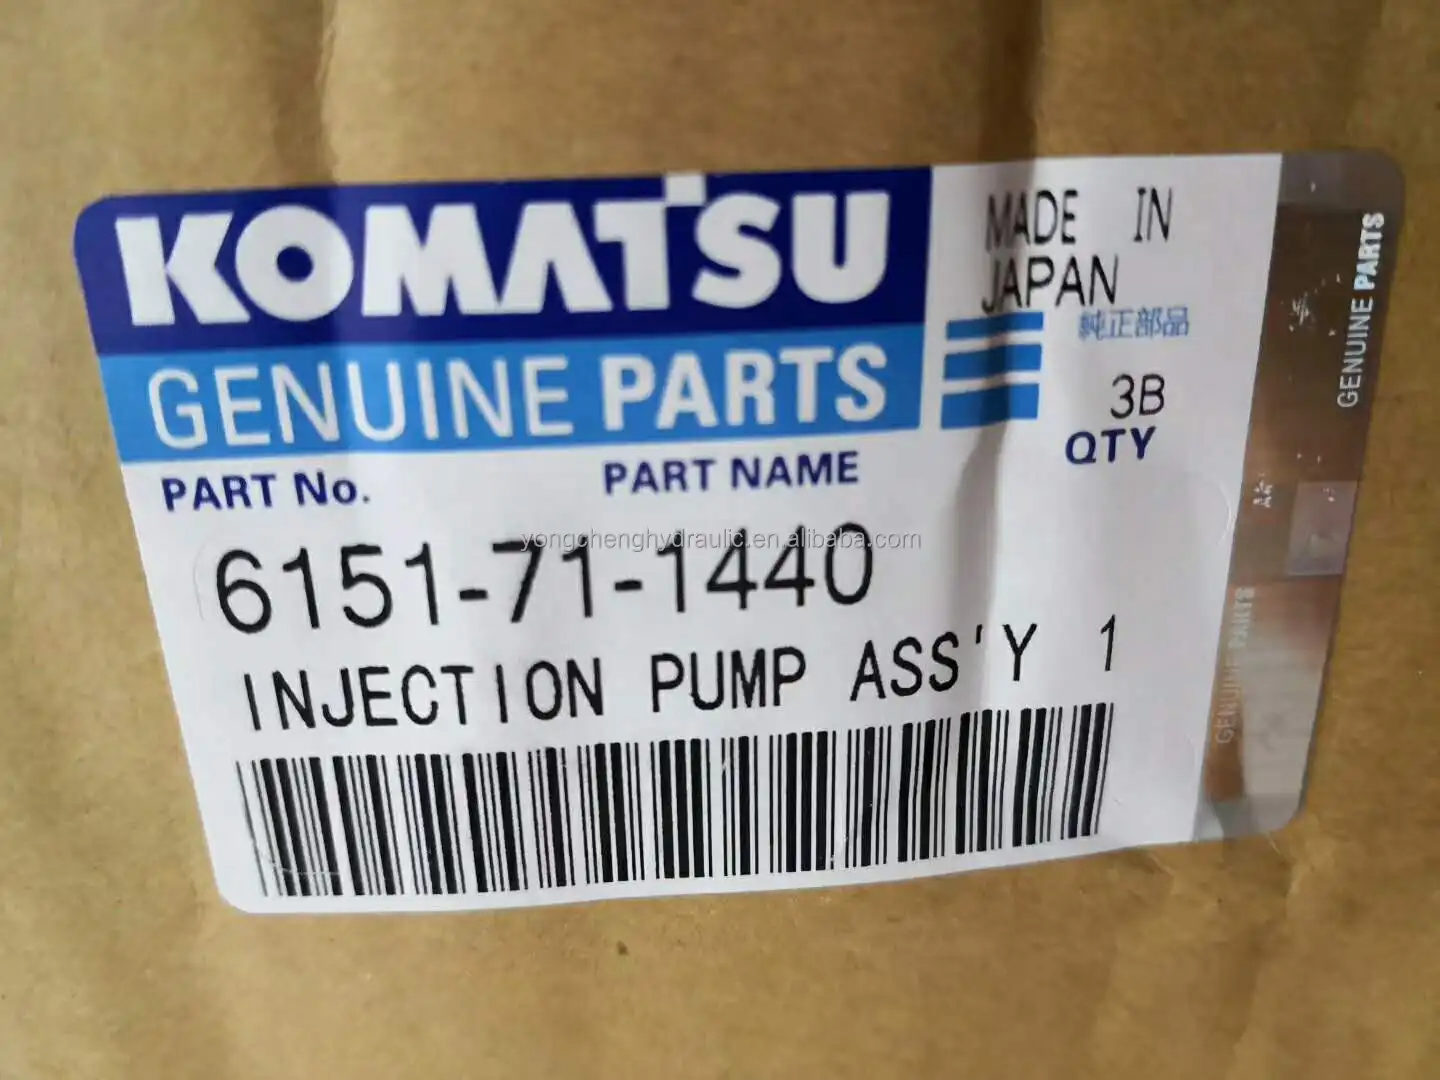 KOMATSU
GENUINE PARTS
MADE IN
JAPAN
純正部品
3B
QTY
PART No.
PART NAME
yongchenghydraulic.en.alibaba.com
6151-71-1440
INJECTION PUMP ASS'Y 1
GENUINE PARTS
GENUINE PARTS